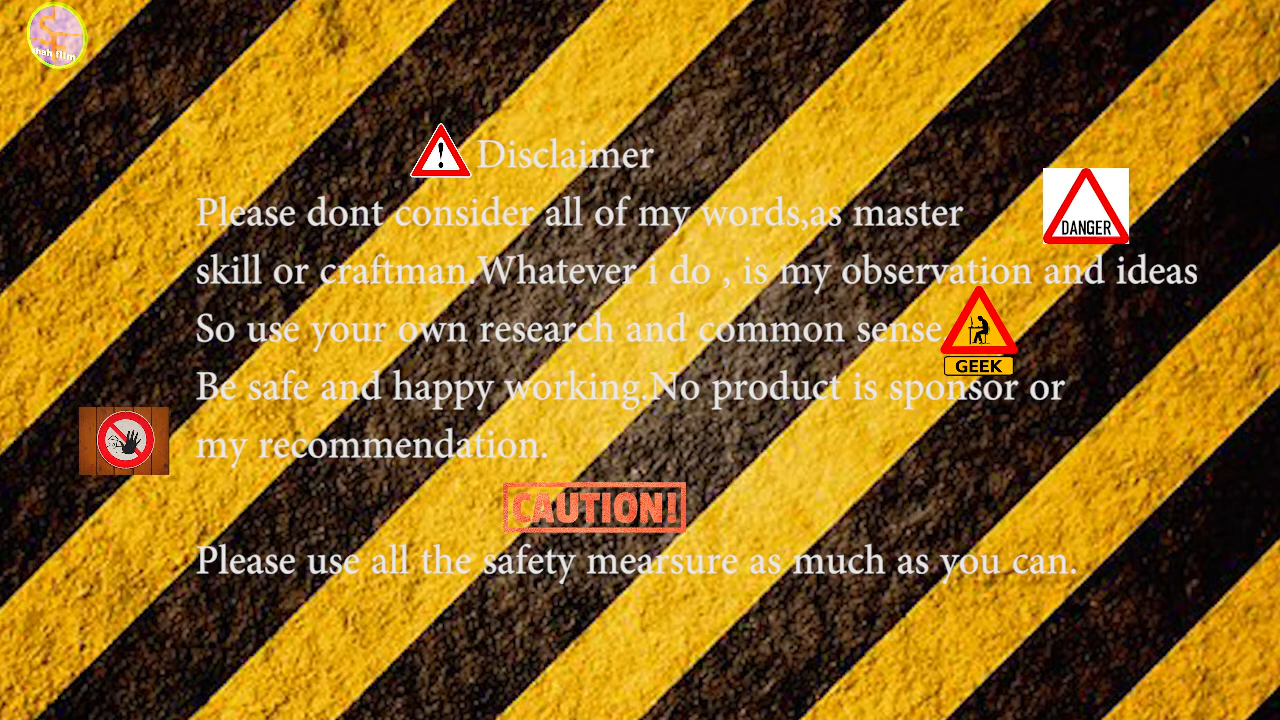 shah film
Disclaimer
Please dont consider all of my words,as master
DANGER
skill or craftman.Whatever i do , is my observation and ideas
So use your own research and common sense
GEEK
Be safe and happy working.No product is sponsor or
my recommendation.
CAUTION!
Please use all the safety mearsure as much as you can.